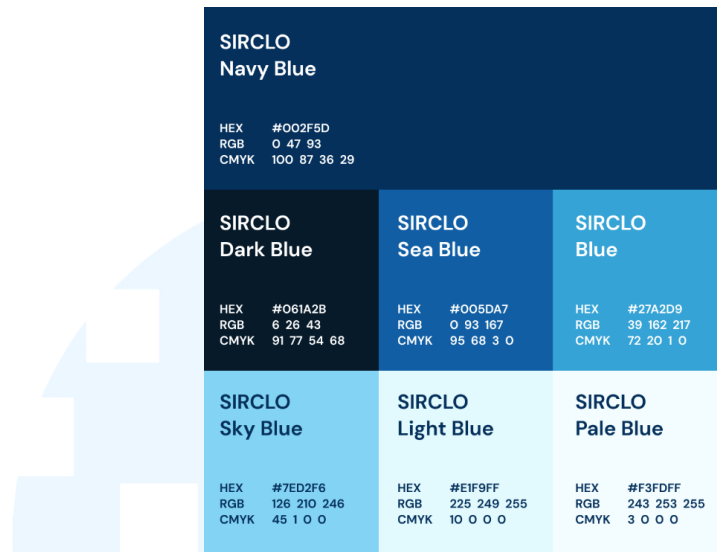 SIRCLO
Navy Blue
HEX #002F5D
RGB 0 47 93
CMYK 100 87 36 29
SIRCLO
Dark Blue
HEX #061A2B
RGB 6 26 43
CMYK 91 77 54 68
SIRCLO
Sea Blue
HEX #005DA7
RGB 0 93 167
CMYK 95 68 3 0
SIRCLO
Blue
HEX #27A2D9
RGB 39 162 217
CMYK 72 20 1 0
SIRCLO
Sky Blue
HEX #7ED2F6
RGB 126 210 246
CMYK 45 1 0 0
SIRCLO
Light Blue
HEX #E1F9FF
RGB 225 249 255
CMYK 10 0 0 0
SIRCLO
Pale Blue
HEX #F3FDFF
RGB 243 253 255
CMYK 3 0 0 0